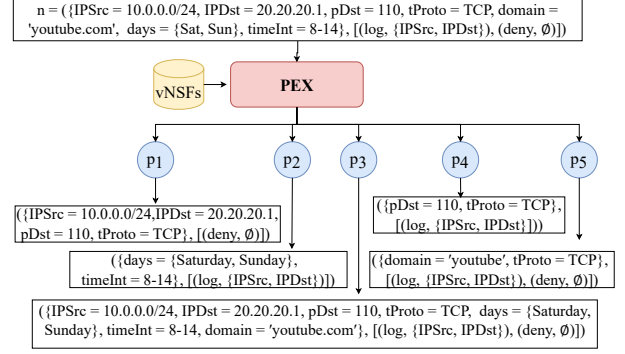 n = ({IPSrc = 10.0.0.0/24, IPDst = 20.20.20.1, pDst = 110, tProto = TCP, domain =
'youtube.com', days = {Sat, Sun}, timeInt = 8-14}, [(log, {IPSrc, IPDst}), (deny, ∅)])
vNSFs
PEX
p1
p2
p3
p4
p5
({IPSrc = 10.0.0.0/24,IPDst = 20.20.20.1,
pDst = 110, tProto = TCP}, [(deny, ∅)])
({pDst = 110, tProto = TCP},
[(log, {IPSrc, IPDst}]))
({days = {Saturday, Sunday},
timeInt = 8-14}, [(log, {IPSrc, IPDst})])
({domain = 'youtube', tProto = TCP},
[(log, {IPSrc, IPDst}), (deny, ∅)])
({IPSrc = 10.0.0.0/24, IPDst = 20.20.20.1, pDst = 110, tProto = TCP, days = {Saturday,
Sunday}, timeInt = 8-14, domain = 'youtube.com'}, [(log, {IPSrc, IPDst}), (deny, ∅)])